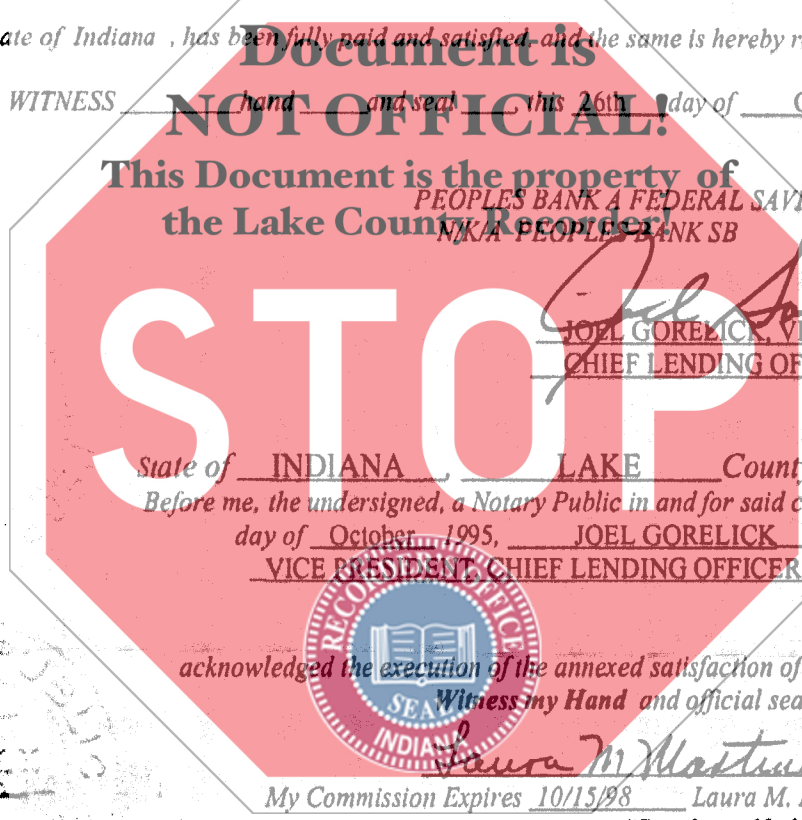 ate of Indiana , has been fully paid and satisfied, and the same is hereby r
Document is
WITNESS hand and seal , this 26th day of
NOT OFFICIAL!
This Document is the property of
PEOPLES BANK A FEDERAL SAVI
the Lake County Recorder!
N/K/A PEOPLES BANK SB
STOP
JOEL GORELICK, VI
CHIEF LENDING OF
State of INDIANA , LAKE Count
Before me, the undersigned, a Notary Public in and for said c
day of October 1995, JOEL GORELICK
VICE PRESIDENT, CHIEF LENDING OFFICER
RECORDER'S OFFICE
SEAL
INDIANA
acknowledged the execution of the annexed satisfaction of
Witness my Hand and official sea
Laura M Mastin
My Commission Expires 10/15/98 Laura M.